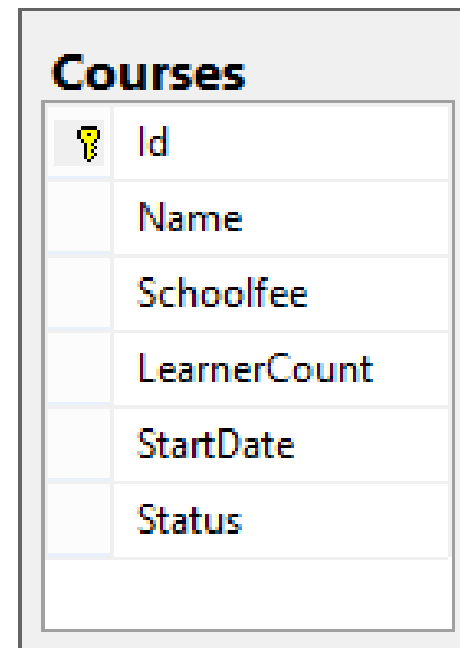 Courses
Id
Name
Schoolfee
LearnerCount
StartDate
Status